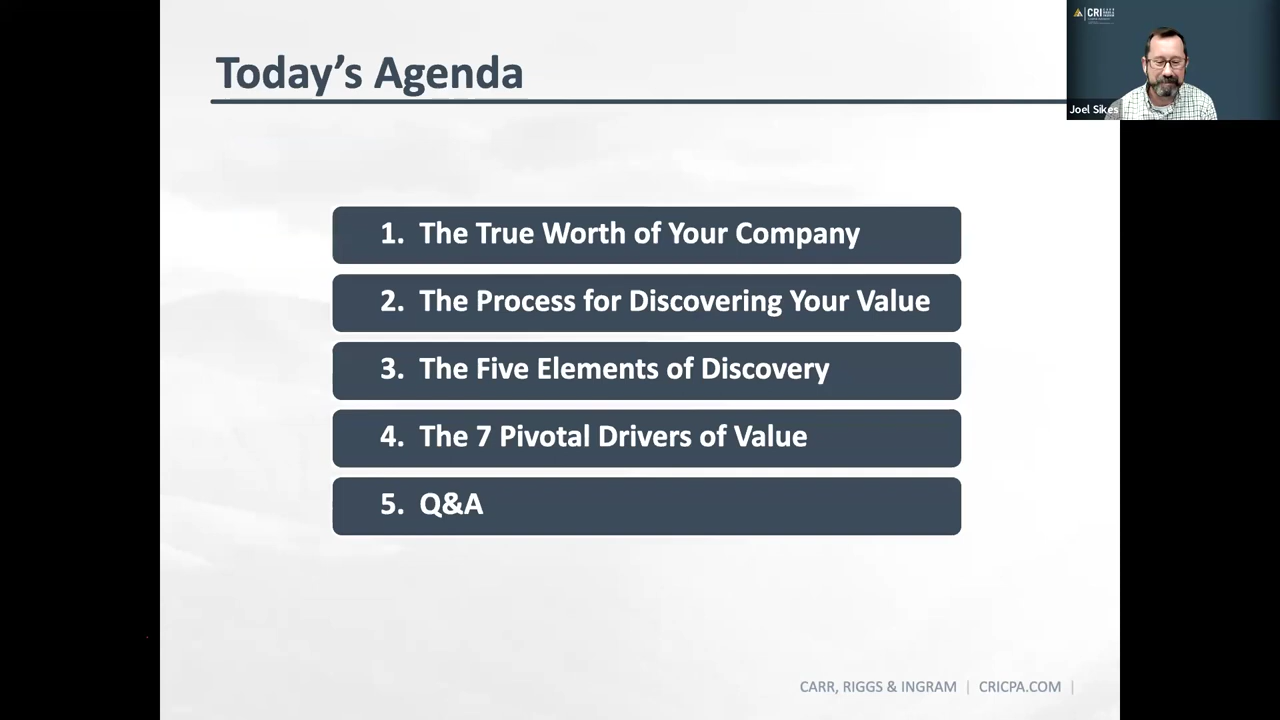 Today's Agenda
CRI
Joel Sikes
1. The True Worth of Your Company
2. The Process for Discovering Your Value
3. The Five Elements of Discovery
4. The 7 Pivotal Drivers of Value
5. Q&A
CARR, RIGGS & INGRAM | CRICPA.COM |